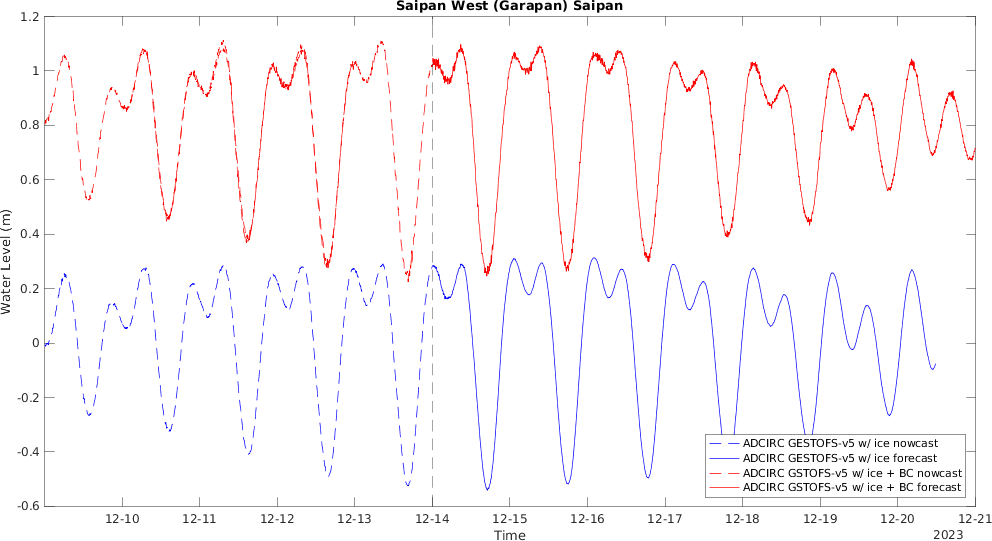 Saipan West (Garapan) Saipan
1.2
1
0.8
0.6
0.4
0.2
0
-0.2
-0.4
-0.6
Water Level (m)
ADCIRC GESTOFS-v5 w/ ice nowcast
ADCIRC GESTOFS-v5 w/ ice forecast
ADCIRC GSTOFS-v5 w/ ice + BC nowcast
ADCIRC GSTOFS-v5 w/ ice + BC forecast
12-10 12-11 12-12 12-13 12-14 12-15 12-16 12-17 12-18 12-19 12-20 12-21
Time
2023